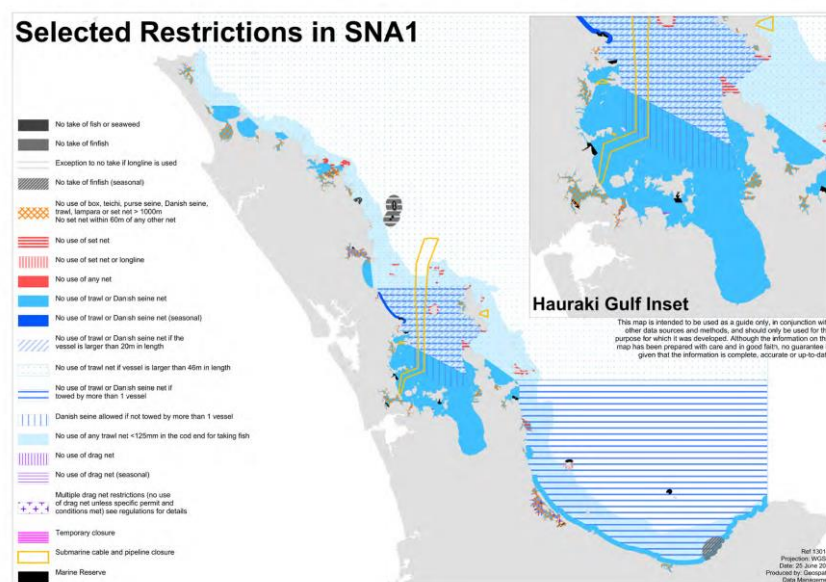 Selected Restrictions in SNA1
No take of fish or seaweed
No take of finfish
Exception to no take if longline is used
No take of finfish (seasonal)
No use of box, teichi, purse seine, Danish seine,
trawl, lampara or set net > 1000m
No set net within 60m of any other net
No use of set net
No use of set net or longline
No use of any net
No use of trawl or Danish seine net
No use of trawl or Danish seine net (seasonal)
No use of trawl or Danish seine net if the
vessel is larger than 20m in length
No use of trawl net if vessel is larger than 46m in length
No use of trawl or Danish seine net if
towed by more than 1 vessel
Danish seine allowed if not towed by more than 1 vessel
No use of any trawl net <125mm in the cod end for taking fish
No use of drag net
No use of drag net (seasonal)
Multiple drag net restrictions (no use
of drag net unless specific permit and
conditions met) see regulations for details
Temporary closure
Submarine cable and pipeline closure
Marine Reserve
Hauraki Gulf Inset
This map is intended to be used as a guide only, in conjunction wit
other data sources and methods, and should only be used for th
purpose for which it was developed. Although the information on th
map has been prepared with care and in good faith, no guarantee
given that the information is complete, accurate or up-to-dat
Ref 1301
Projection: WGS
Date: 25 June 20
Produced by: Geospat
Data Manageme